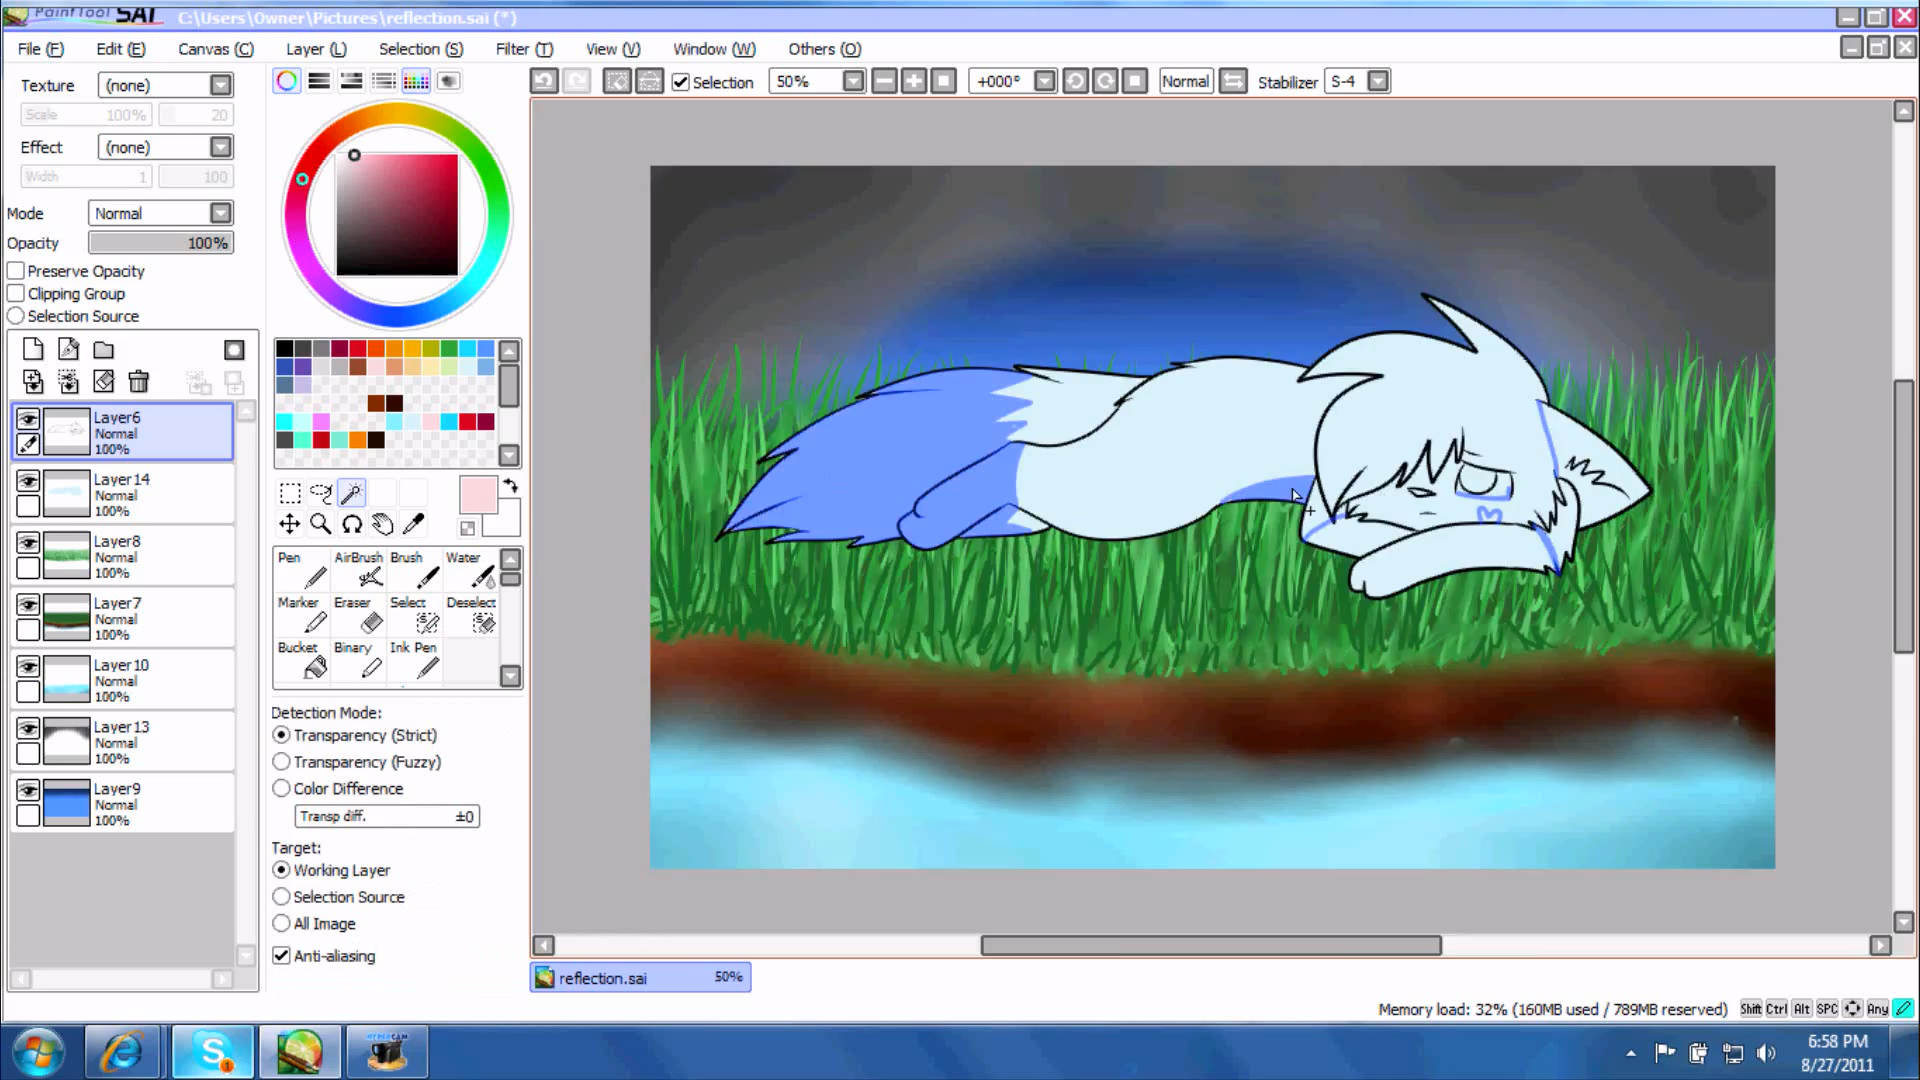 PaintTool SAI C:\Users\Owner\Pictures\reflection.sai (*)
File (F) Edit (E) Canvas (C) Layer (L) Selection (S) Filter (T) View (V) Window (W) Others (O)
Texture (none)
Scale 100% 20
Effect (none)
Width 1 100
Mode Normal
Opacity 100%
Preserve Opacity
Clipping Group
Selection Source
Selection 50% +000° Normal Stabilizer S-4
Layer6
Normal
100%
Layer14
Normal
100%
Layer8
Normal
100%
Layer7
Normal
100%
Layer10
Normal
100%
Layer13
Normal
100%
Layer9
Normal
100%
Pen AirBrush Brush Water
Marker Eraser Select Deselect
Bucket Binary Ink Pen
Detection Mode:
Transparency (Strict)
Transparency (Fuzzy)
Color Difference
Transp diff. ±0
Target:
Working Layer
Selection Source
All Image
Anti-aliasing
reflection.sai 50%
Memory load: 32% (160MB used / 789MB reserved) Shift Ctrl Alt SPC Any
S 1
HYPERCAM
6:58 PM
8/27/2011